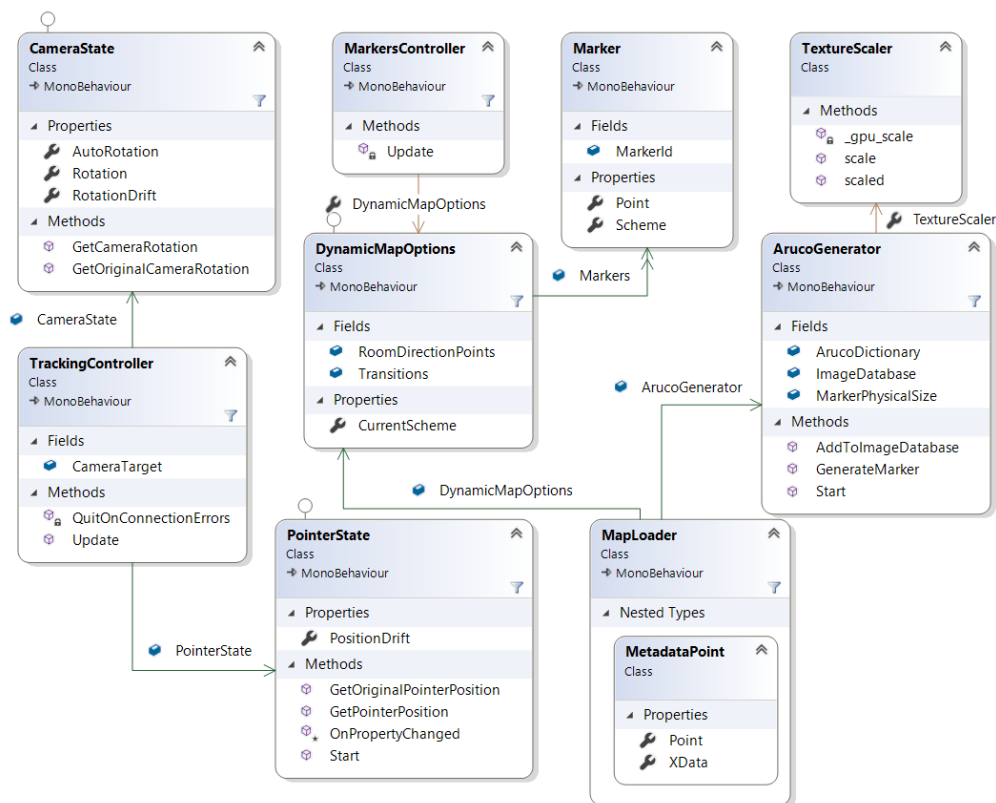 CameraState
Class
MonoBehaviour
Properties
AutoRotation
Rotation
RotationDrift
Methods
GetCameraRotation
GetOriginalCameraRotation
MarkersController
Class
MonoBehaviour
Methods
Update
DynamicMapOptions
Marker
Class
MonoBehaviour
Fields
MarkerId
Properties
Point
Scheme
TextureScaler
Class
Methods
_gpu_scale
scale
scaled
TextureScaler
DynamicMapOptions
Class
MonoBehaviour
Fields
RoomDirectionPoints
Transitions
Properties
CurrentScheme
Markers
ArucoGenerator
Class
MonoBehaviour
Fields
ArucoDictionary
ImageDatabase
MarkerPhysicalSize
Methods
AddToImageDatabase
GenerateMarker
Start
CameraState
TrackingController
Class
MonoBehaviour
Fields
CameraTarget
Methods
QuitOnConnectionErrors
Update
ArucoGenerator
DynamicMapOptions
PointerState
PointerState
Class
MonoBehaviour
Properties
PositionDrift
Methods
GetOriginalPointerPosition
GetPointerPosition
OnPropertyChanged
Start
MapLoader
Class
MonoBehaviour
Nested Types
MetadataPoint
Class
Properties
Point
XData